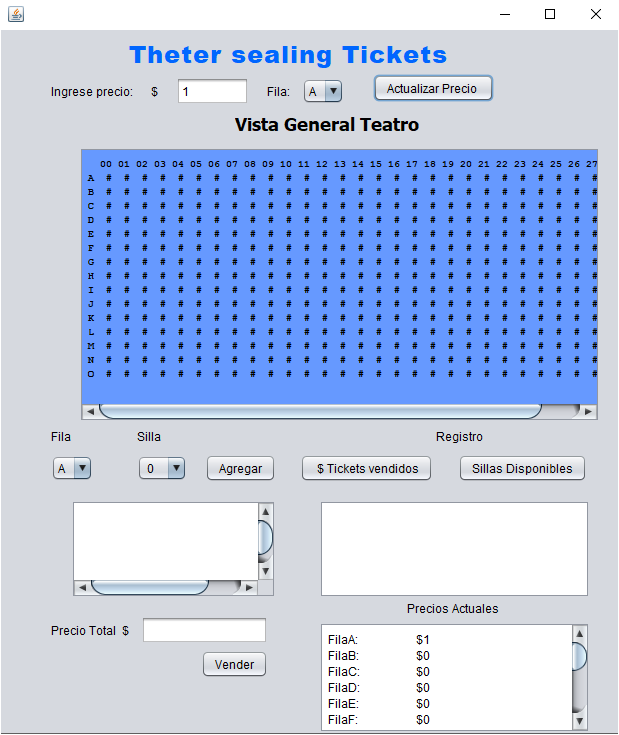 Theter sealing Tickets
Ingrese precio: $ 1 Fila: A Actualizar Precio
Vista General Teatro
00 01 02 03 04 05 06 07 08 09 10 11 12 13 14 15 16 17 18 19 20 21 22 23 24 25 26 27
A # # # # # # # # # # # # # # # # # # # # # # # # # # # #
B # # # # # # # # # # # # # # # # # # # # # # # # # # # #
C # # # # # # # # # # # # # # # # # # # # # # # # # # # #
D # # # # # # # # # # # # # # # # # # # # # # # # # # # #
E # # # # # # # # # # # # # # # # # # # # # # # # # # # #
F # # # # # # # # # # # # # # # # # # # # # # # # # # # #
G # # # # # # # # # # # # # # # # # # # # # # # # # # # #
H # # # # # # # # # # # # # # # # # # # # # # # # # # # #
I # # # # # # # # # # # # # # # # # # # # # # # # # # # #
J # # # # # # # # # # # # # # # # # # # # # # # # # # # #
K # # # # # # # # # # # # # # # # # # # # # # # # # # # #
L # # # # # # # # # # # # # # # # # # # # # # # # # # # #
M # # # # # # # # # # # # # # # # # # # # # # # # # # # #
N # # # # # # # # # # # # # # # # # # # # # # # # # # # #
O # # # # # # # # # # # # # # # # # # # # # # # # # # # #
Fila Silla Registro
A 0 Agregar $ Tickets vendidos Sillas Disponibles
Precios Actuales
Precio Total $
Vender
FilaA: $1
FilaB: $0
FilaC: $0
FilaD: $0
FilaE: $0
FilaF: $0